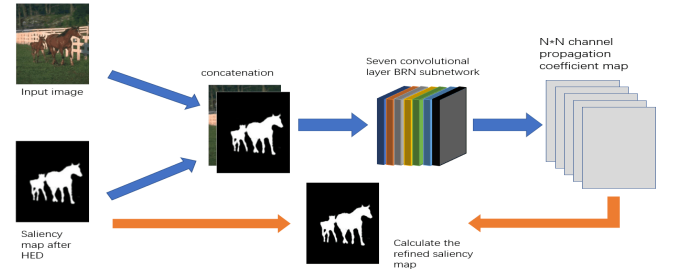 Input image
concatenation
Seven convolutional
layer BRN subnetwork
N*N channel
propagation
coefficient map
Saliency
map after
HED
Calculate the
refined saliency
map